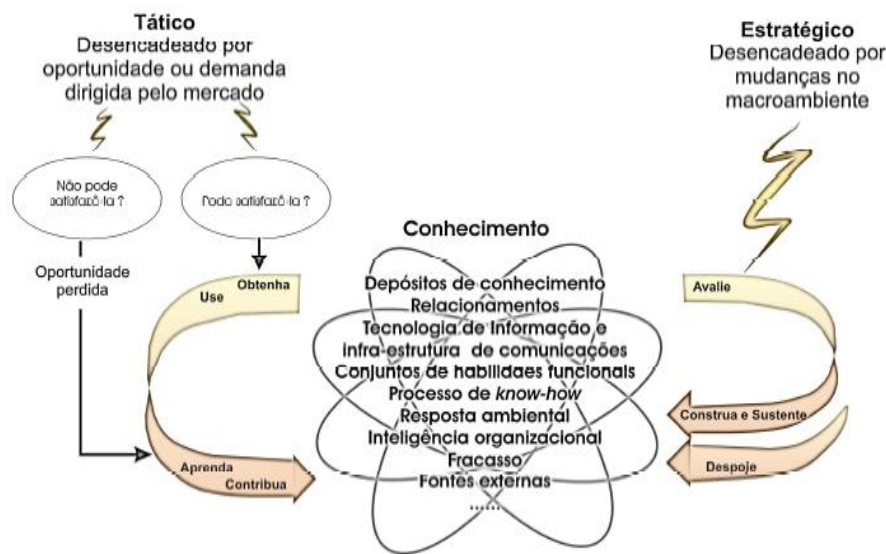 Tático
Desencadeado por
oportunidade ou demanda
dirigida pelo mercado
Estratégico
Desencadeado por
mudanças no
macroambiente
Não pode
satisfazê-la ?
Pode satisfazê-la ?
Oportunidade
perdida
Obtenha
Use
Aprenda
Contribua
Conhecimento
Depósitos de conhecimento
Relacionamentos
Tecnologia de Informação e
infra-estrutura de comunicações
Conjuntos de habilidaes funcionais
Processo de know-how
Resposta ambiental
Inteligência organizacional
Fracasso
Fontes externas
......
Avalie
Construa e Sustente
Despoje